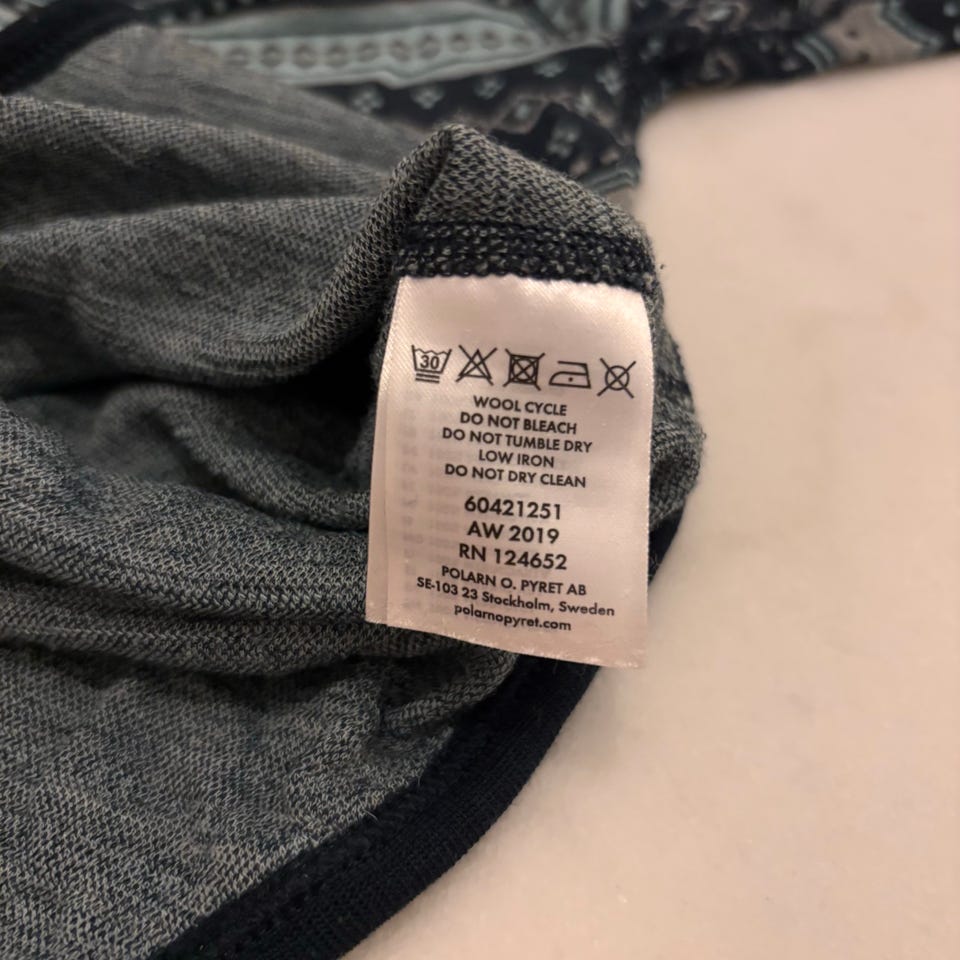 30
WOOL CYCLE
DO NOT BLEACH
DO NOT TUMBLE DRY
LOW IRON
DO NOT DRY CLEAN
60421251
AW 2019
RN 124652
POLARN O. PYRET AB
SE-103 23 Stockholm, Sweden
polarnopyret.com